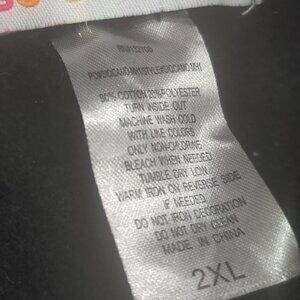 80% COTTON 20% POLYESTER
TURN INSIDE OUT
MACHINE WASH COLD
WITH LIKE COLORS
ONLY NON-CHLORINE
BLEACH WHEN NEEDED
TUMBLE DRY LOW
WARM IRON ON REVERSE SIDE
IF NEEDED
DO NOT IRON DECORATION
DO NOT DRY CLEAN
MADE IN CHINA
2XL